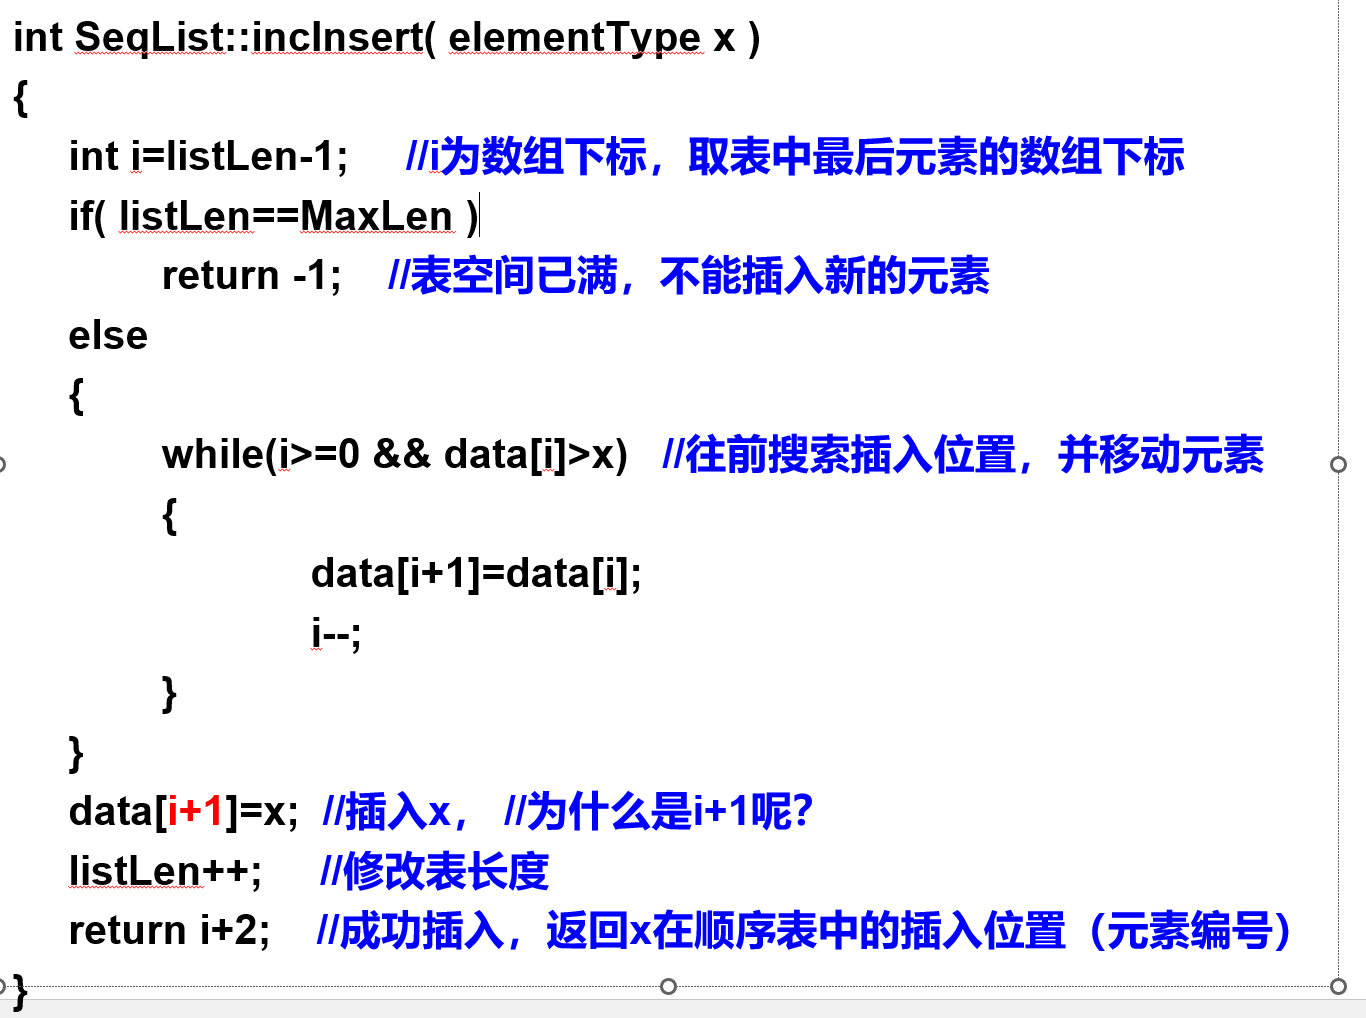 int SeqList::incInsert( elementType x )
{
int i=listLen-1; //i为数组下标，取表中最后元素的数组下标
if( listLen==MaxLen )
return -1; //表空间已满，不能插入新的元素
else
{
while(i>=0 && data[i]>x) //往前搜索插入位置，并移动元素
{
data[i+1]=data[i];
i--;
}
}
data[i+1]=x; //插入x， //为什么是i+1呢?
listLen++; //修改表长度
return i+2; //成功插入，返回x在顺序表中的插入位置（元素编号）
}